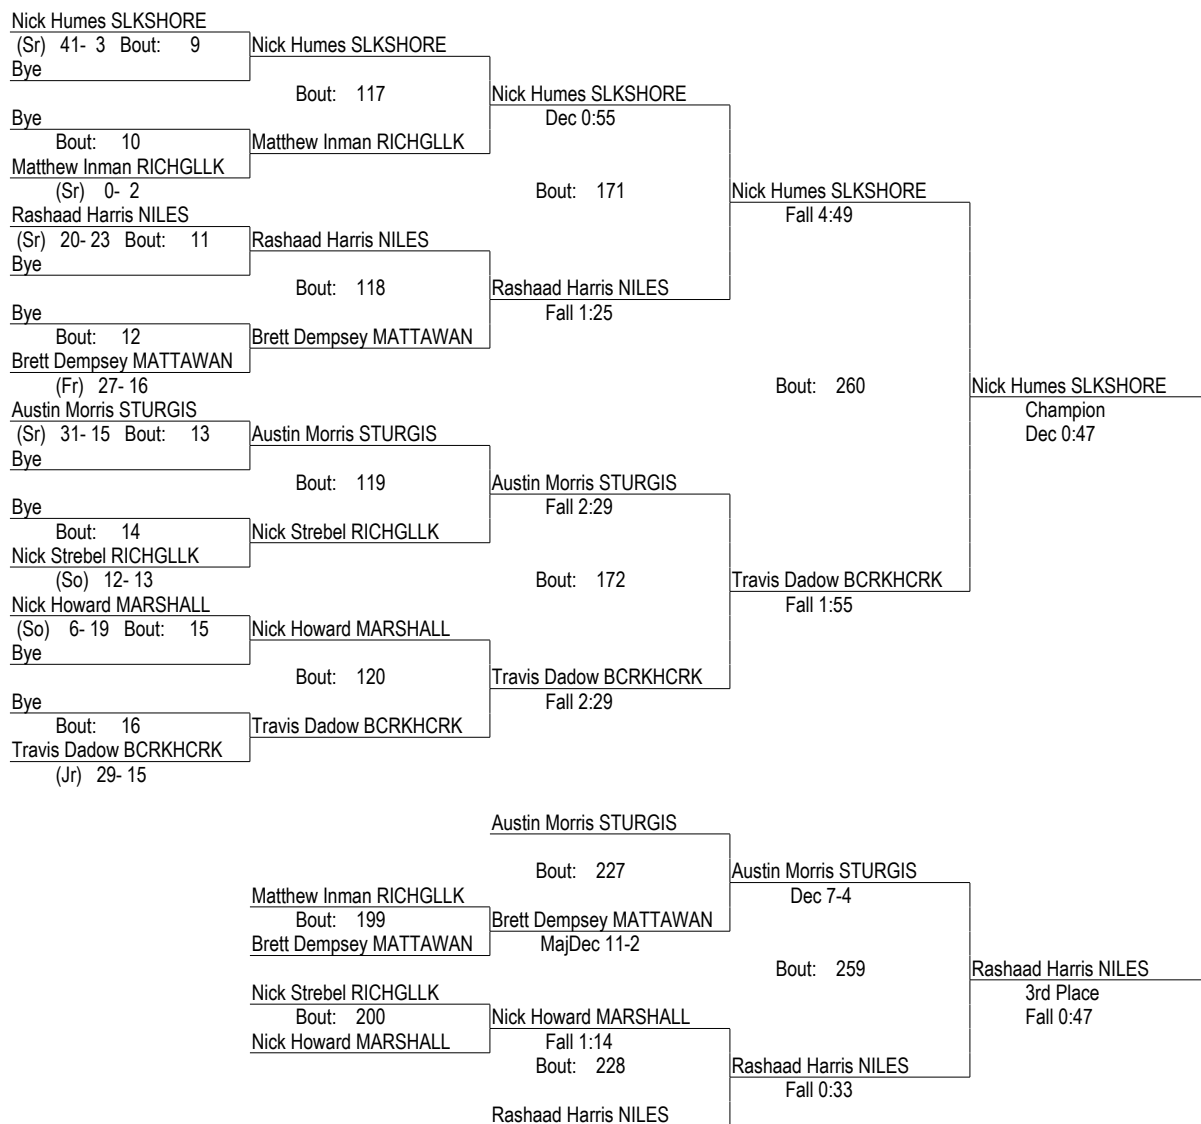 Nick Humes SLKSHORE
(Sr) 41- 3 Bout: 9 Nick Humes SLKSHORE
Bye
Bout: 117 Nick Humes SLKSHORE
Bye Dec 0:55
Bout: 10 Matthew Inman RICHGLLK
Matthew Inman RICHGLLK
(Sr) 0- 2 Bout: 171 Nick Humes SLKSHORE
Rashaad Harris NILES Fall 4:49
(Sr) 20- 23 Bout: 11 Rashaad Harris NILES
Bye
Bout: 118 Rashaad Harris NILES
Bye Fall 1:25
Bout: 12 Brett Dempsey MATTAWAN
Brett Dempsey MATTAWAN
(Fr) 27- 16 Bout: 260 Nick Humes SLKSHORE
Austin Morris STURGIS Champion
(Sr) 31- 15 Bout: 13 Austin Morris STURGIS Dec 0:47
Bye
Bout: 119 Austin Morris STURGIS
Bye Fall 2:29
Bout: 14 Nick Strebel RICHGLLK
Nick Strebel RICHGLLK
(So) 12- 13 Bout: 172 Travis Dadow BCRKHCRK
Nick Howard MARSHALL Fall 1:55
(So) 6- 19 Bout: 15 Nick Howard MARSHALL
Bye
Bout: 120 Travis Dadow BCRKHCRK
Bye Fall 2:29
Bout: 16 Travis Dadow BCRKHCRK
Travis Dadow BCRKHCRK
(Jr) 29- 15
Austin Morris STURGIS
Bout: 227 Austin Morris STURGIS
Matthew Inman RICHGLLK Dec 7-4
Bout: 199 Brett Dempsey MATTAWAN
Brett Dempsey MATTAWAN MajDec 11-2
Bout: 259 Rashaad Harris NILES
Nick Strebel RICHGLLK 3rd Place
Bout: 200 Nick Howard MARSHALL Fall 0:47
Nick Howard MARSHALL Fall 1:14
Bout: 228 Rashaad Harris NILES
Fall 0:33
Rashaad Harris NILES